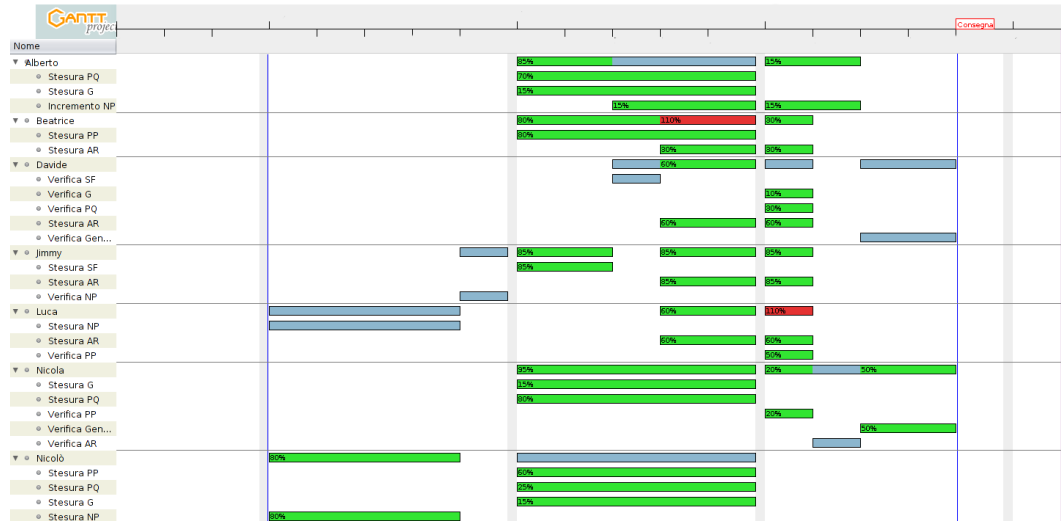 GANTT
project
Consegna
Nome
Alberto 85% 15%
Stesura PQ 70%
Stesura G 15%
Incremento NP 15% 15%
Beatrice 80% 110% 30%
Stesura PP 80%
Stesura AR 30% 30%
Davide 60%
Verifica SF
Verifica G 10%
Verifica PQ 30%
Stesura AR 60% 60%
Verifica Gen...
Jimmy 85% 85% 85%
Stesura SF 85%
Stesura AR 85% 85%
Verifica NP
Luca 60% 110%
Stesura NP
Stesura AR 60% 60%
Verifica PP 50%
Nicola 95% 20% 50%
Stesura G 15%
Stesura PQ 80%
Verifica PP 20%
Verifica Gen... 50%
Verifica AR
Nicolò 80%
Stesura PP 60%
Stesura PQ 25%
Stesura G 15%
Stesura NP 80%